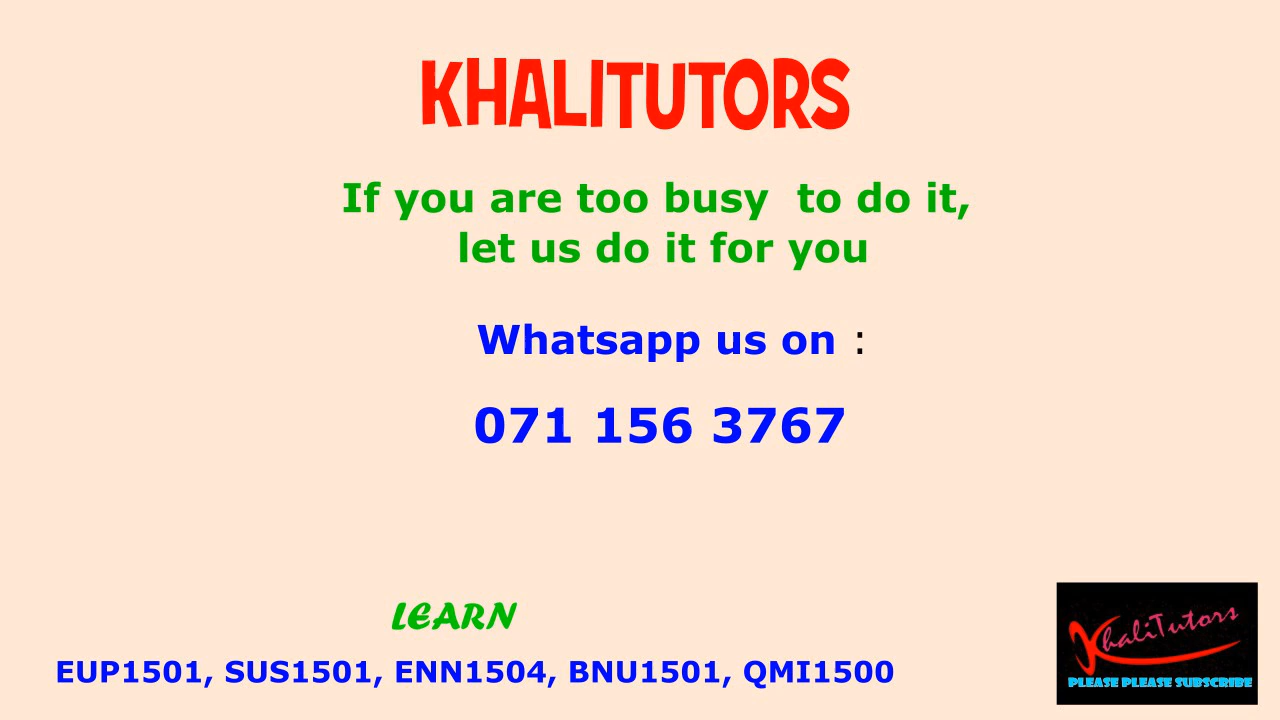 KHALITUTORS
If you are too busy  to do it,
let us do it for you
Whatsapp us on :
071 156 3767
LEARN
EUP1501, SUS1501, ENN1504, BNU1501, QMI1500
KhaliTutors
PLEASE PLEASE SUBSCRIBE